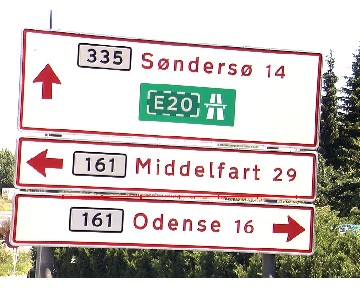 335 Søndersø 14
E20
161 Middelfart 29
161 Odense 16